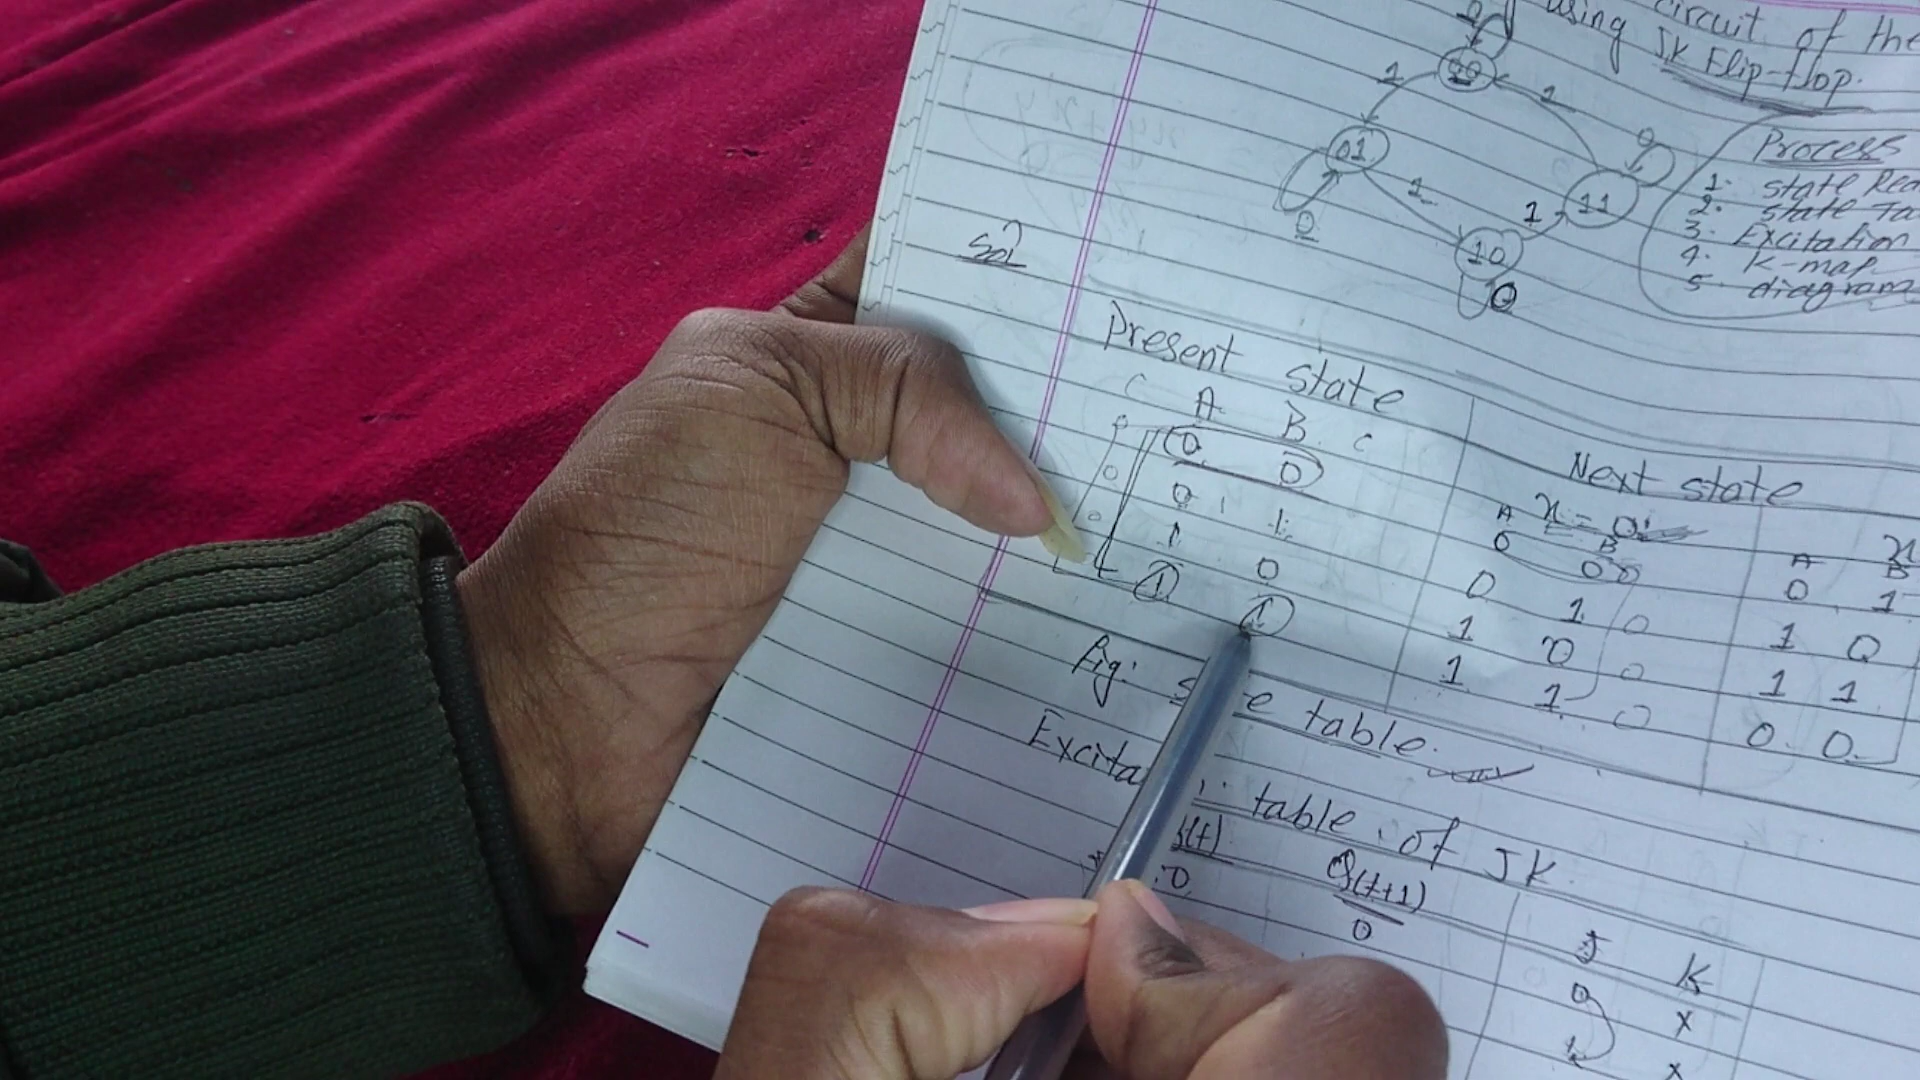 circuit of the
using JK Flip-flop.
0
00
1
1
0
01
1
11
Process
1. state
2. state
3. Excitation
4. K-map
5. diagram
0
1
10
0
Sol
Present state
C A B C
0 0
0 1
1 0
1 1
Next state
x = 0
A B
0 0
0 1
1 0
1 1
x
A B
0 1
1 0
1 1
0 0
Fig: table.
table of JK
Q(t+1)
J K
0 0
0 x
x